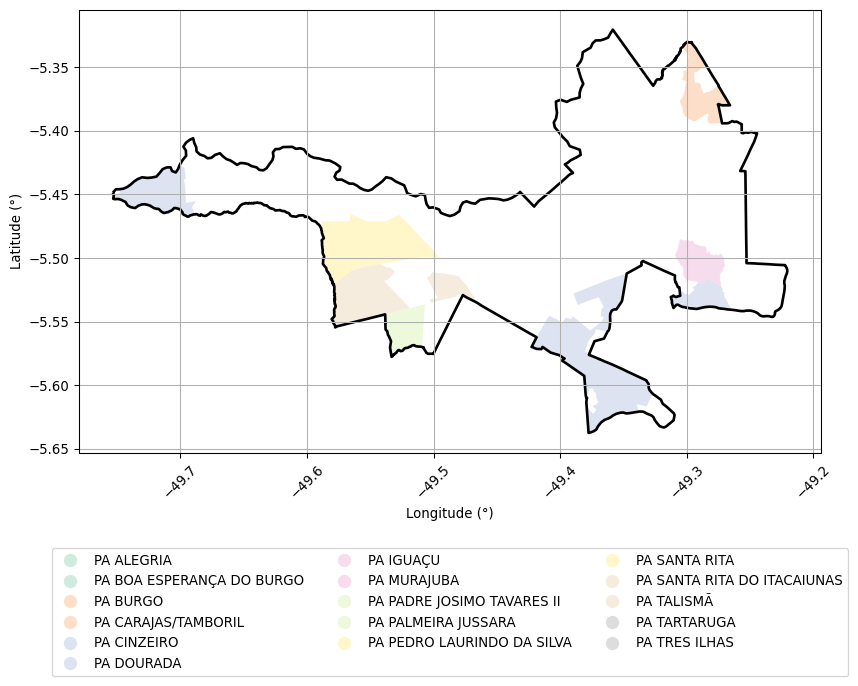 −5.35
−5.40
−5.45
−5.50
−5.55
−5.60
−5.65
Latitude (°)
−49.7
−49.6
−49.5
−49.4
−49.3
−49.2
Longitude (°)
PA ALEGRIA
PA BOA ESPERANÇA DO BURGO
PA BURGO
PA CARAJAS/TAMBORIL
PA CINZEIRO
PA DOURADA
PA IGUAÇU
PA MURAJUBA
PA PADRE JOSIMO TAVARES II
PA PALMEIRA JUSSARA
PA PEDRO LAURINDO DA SILVA
PA SANTA RITA
PA SANTA RITA DO ITACAIUNAS
PA TALISMÃ
PA TARTARUGA
PA TRES ILHAS